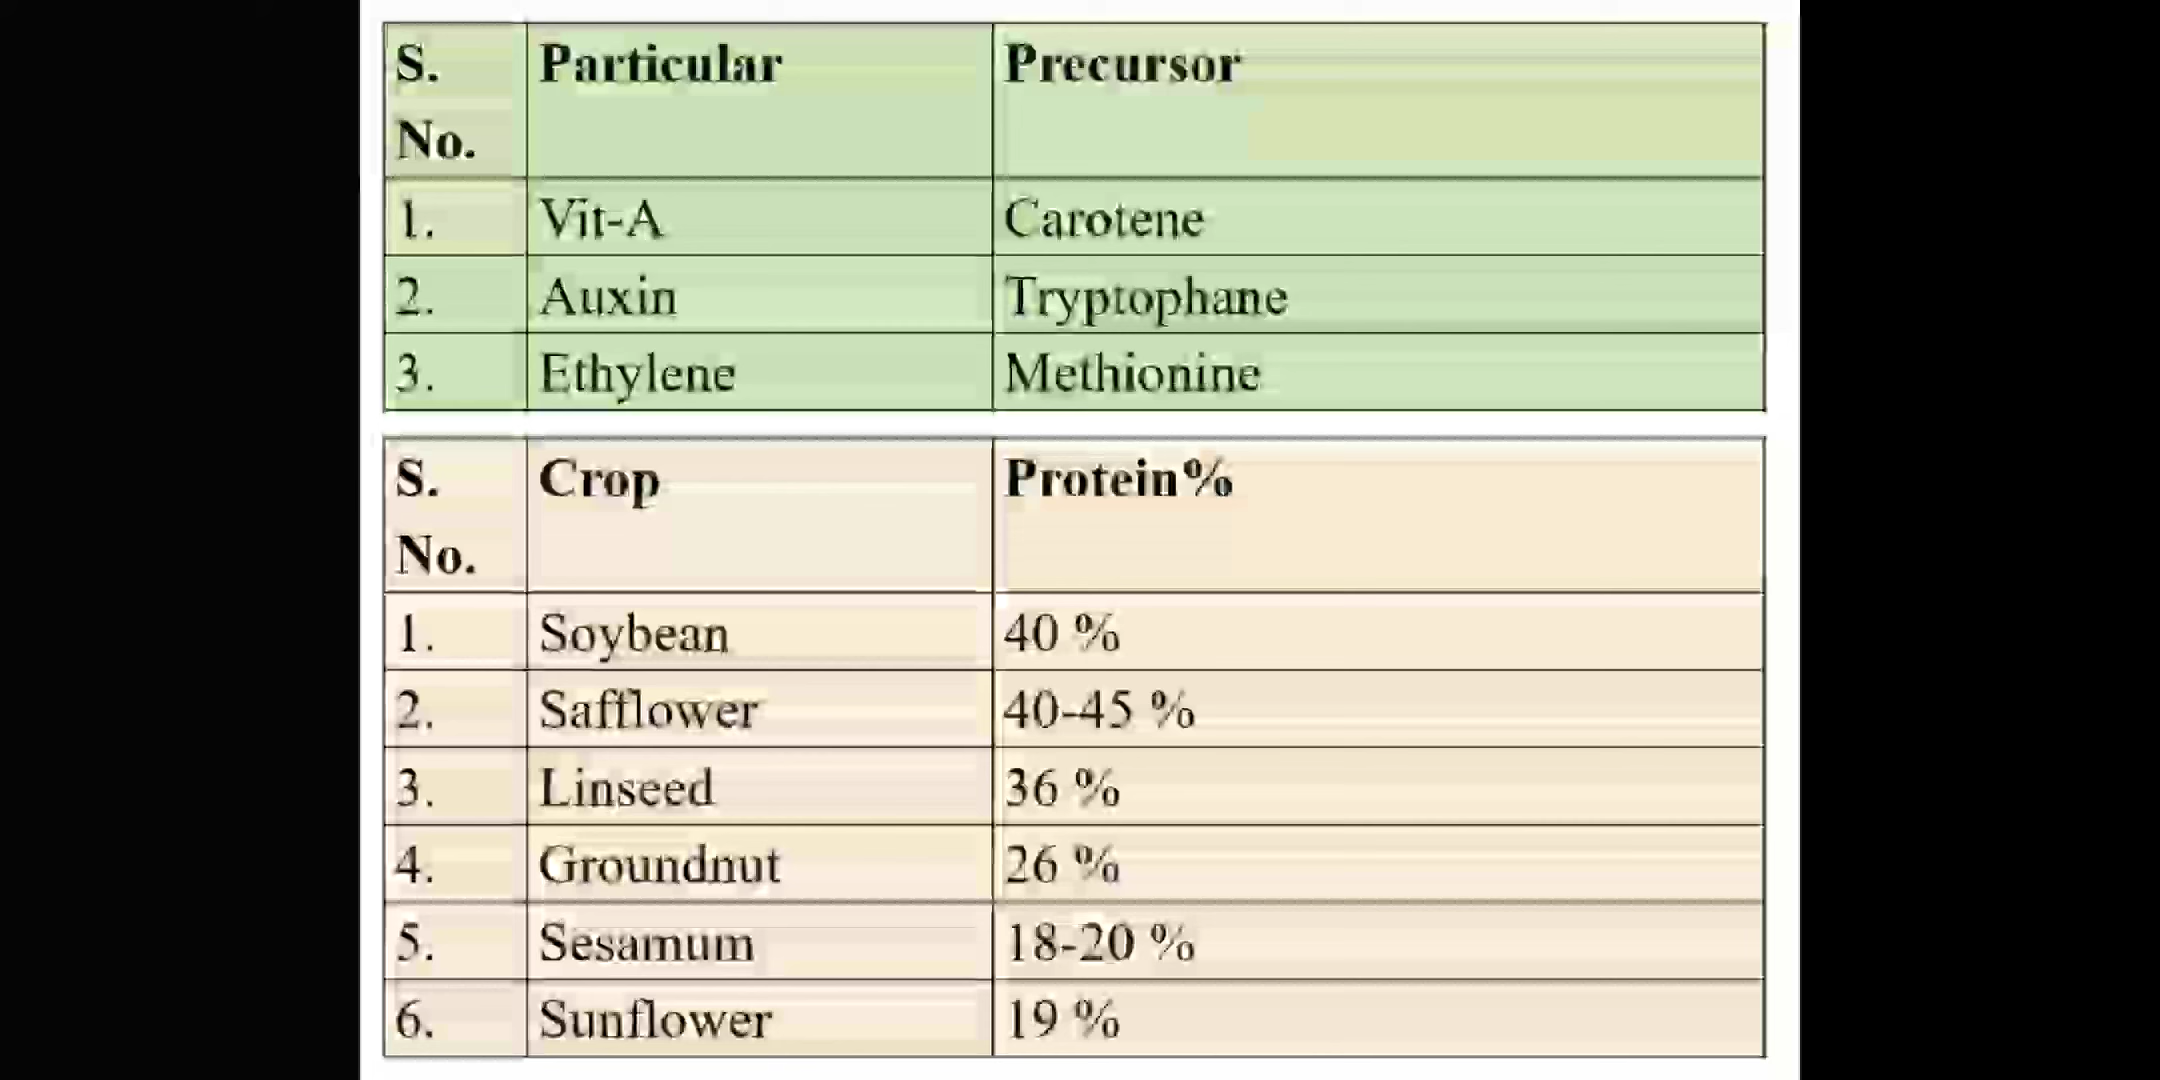 S. No. Particular Precursor
1. Vit-A Carotene
2. Auxin Tryptophane
3. Ethylene Methionine
S. No. Crop Protein%
1. Soybean 40 %
2. Safflower 40-45 %
3. Linseed 36 %
4. Groundnut 26 %
5. Sesamum 18-20 %
6. Sunflower 19 %